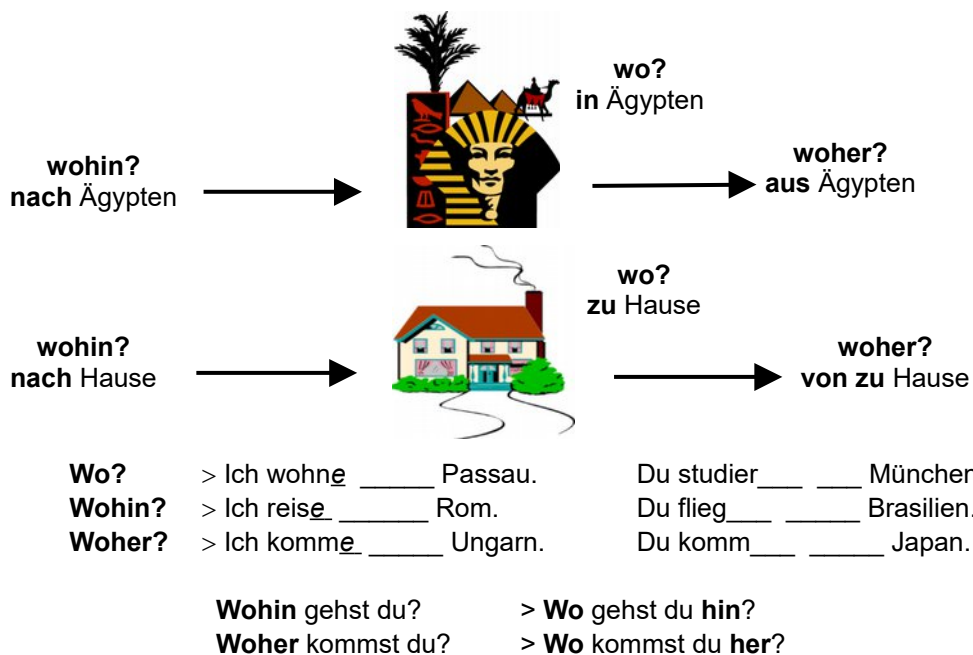 wo?
in Ägypten
wohin?
nach Ägypten
woher?
aus Ägypten
wo?
zu Hause
wohin?
nach Hause
woher?
von zu Hause
Wo? > Ich wohne _____ Passau. Du studier___ ___ München
Wohin? > Ich reise ______ Rom. Du flieg___ _____ Brasilien.
Woher? > Ich komme _____ Ungarn. Du komm___ _____ Japan.
Wohin gehst du? > Wo gehst du hin?
Woher kommst du? > Wo kommst du her?